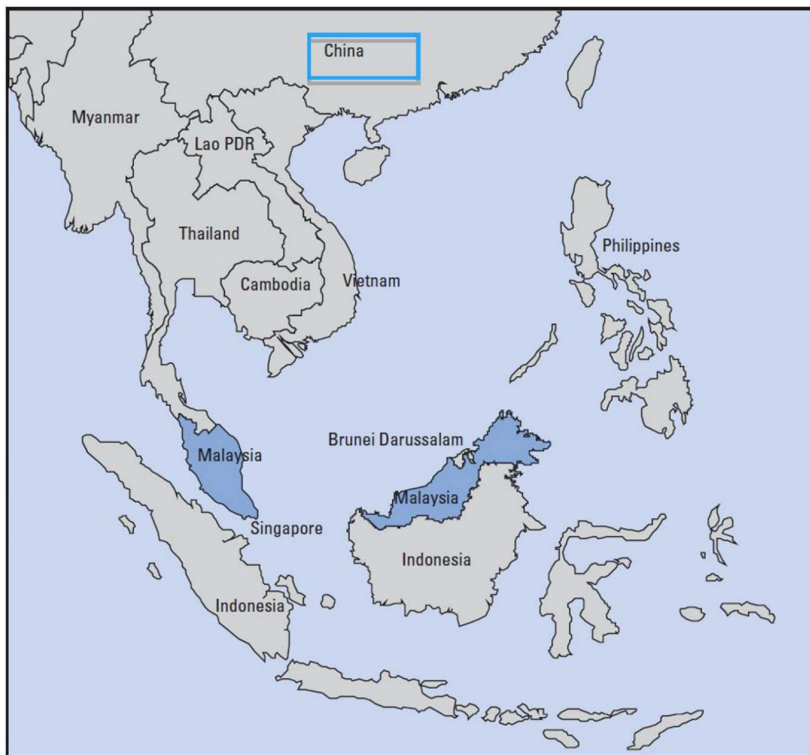 China
Myanmar
Lao PDR
Thailand
Philippines
Cambodia
Vietnam
Brunei Darussalam
Malaysia
Malaysia
Singapore
Indonesia
Indonesia